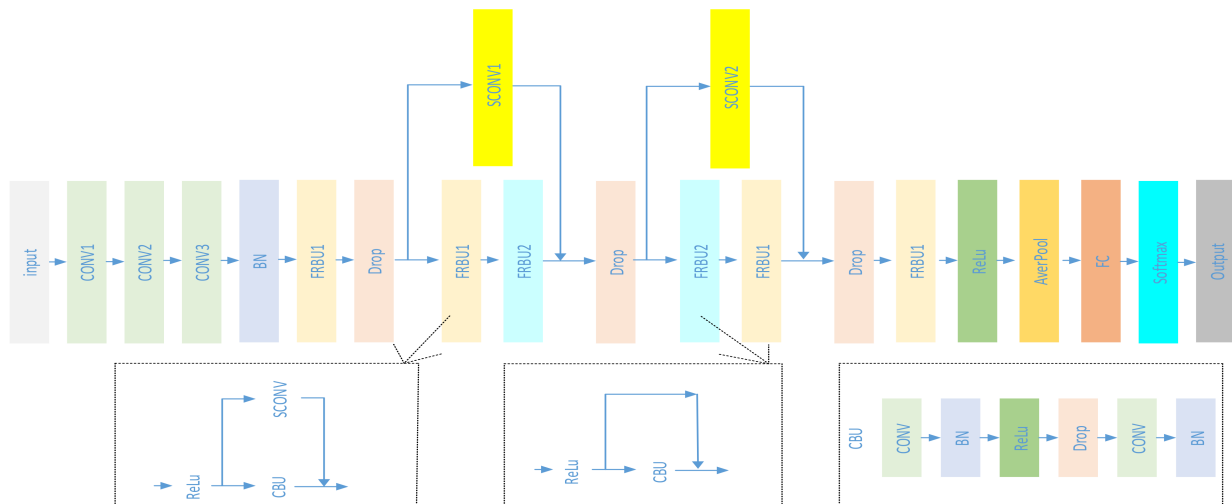 SCONV1
SCONV2
input
CONV1
CONV2
CONV3
BN
FRBU1
Drop
FRBU1
FRBU2
Drop
FRBU2
FRBU1
Drop
FRBU1
ReLu
AverPool
FC
Softmax
Output
SCONV
ReLu
CBU
ReLu
CBU
CBU
CONV
BN
ReLu
Drop
CONV
BN